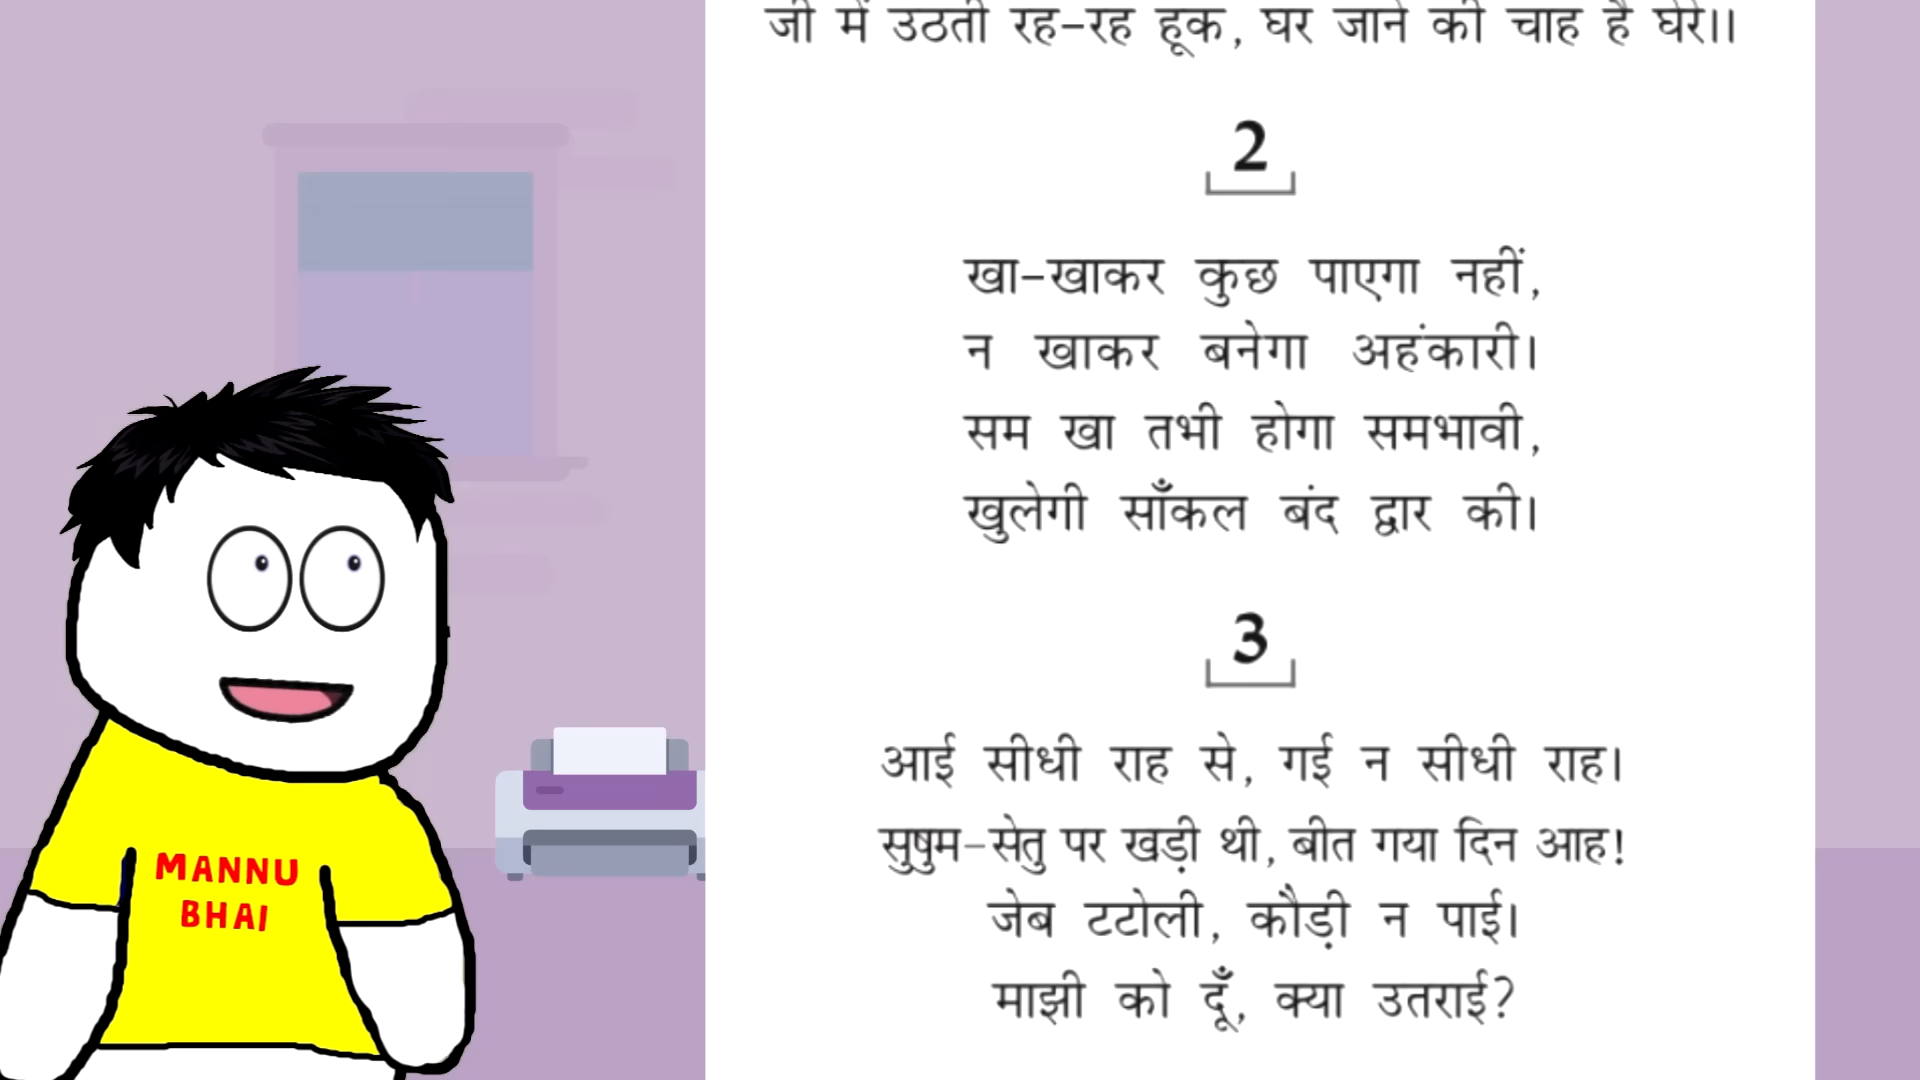 जी में उठती रह-रह हूक, घर जाने की चाह है घेरे।।
2
खा-खाकर कुछ पाएगा नहीं,
न खाकर बनेगा अहंकारी।
सम खा तभी होगा समभावी,
खुलेगी साँकल बंद द्वार की।
3
आई सीधी राह से, गई न सीधी राह।
सुषुम-सेतु पर खड़ी थी, बीत गया दिन आह!
जेब टटोली, कौड़ी न पाई।
माझी को दूँ, क्या उतराई?
MANNU
BHAI